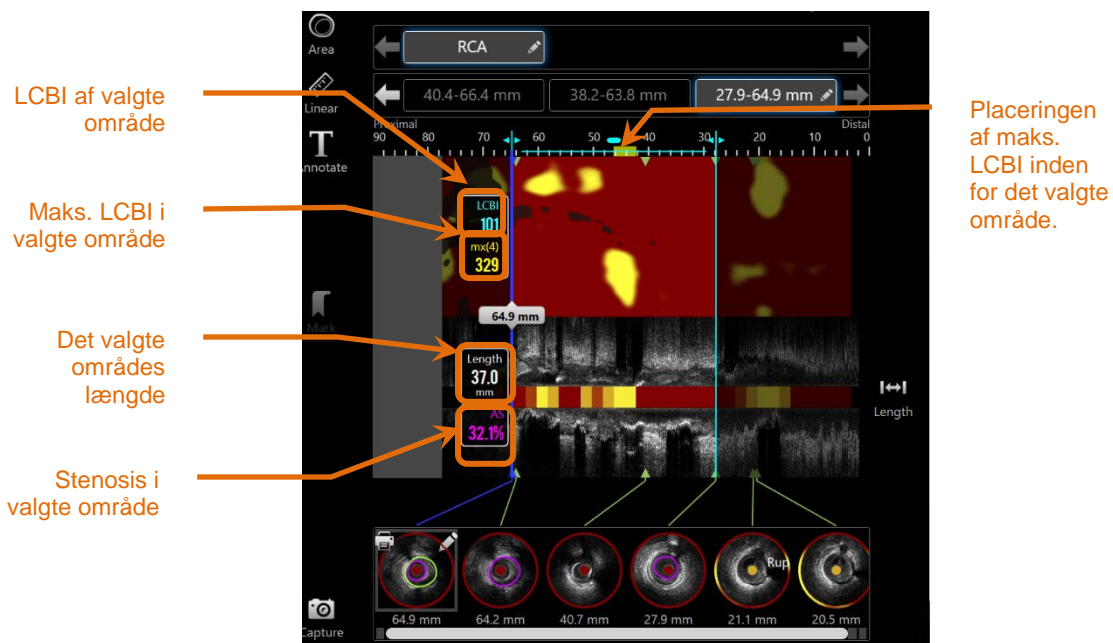 LCBI af valgte
område
Maks. LCBI i
valgte område
Det valgte
områdes
længde
Stenosis i
valgte område
Area
Linear
Annotate
Mark
Capture
RCA
40.4-66.4 mm
38.2-63.8 mm
27.9-64.9 mm
Proximal
Distal
90 80 70 60 50 40 30 20 10 0
LCBI
101
mx(4)
329
64.9 mm
Length
37.0
mm
AS
32.1%
Length
Rup
64.9 mm
64.2 mm
40.7 mm
27.9 mm
21.1 mm
20.5 mm
Placeringen
af maks.
LCBI inden
for det valgte
område.